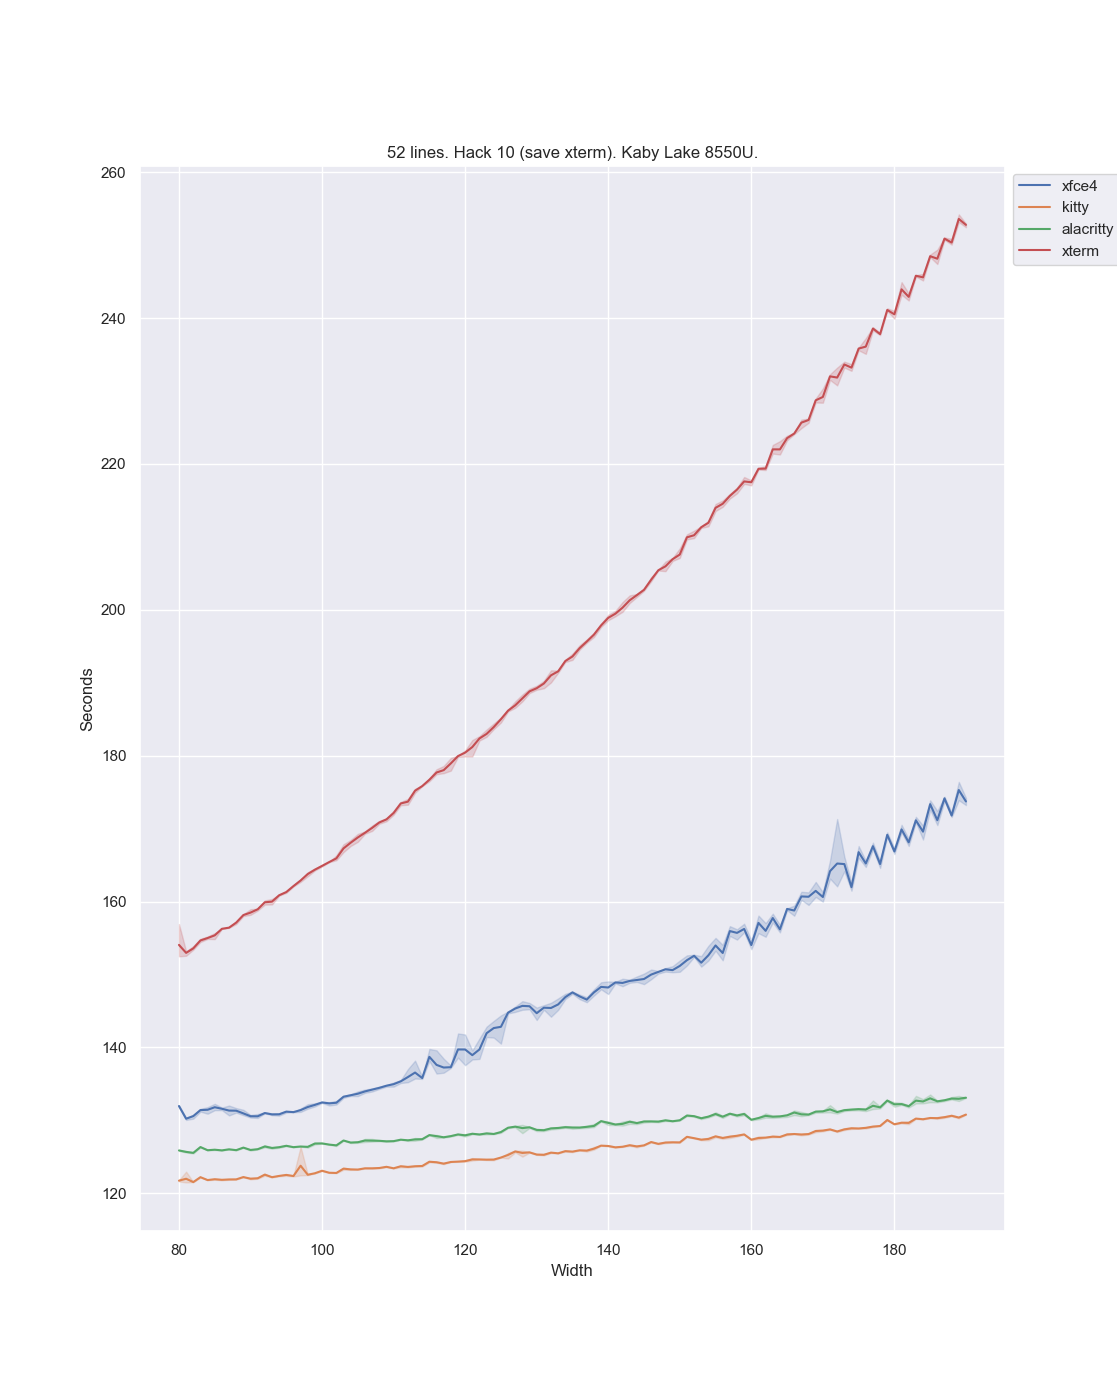 52 lines. Hack 10 (save xterm). Kaby Lake 8550U.
xfce4
kitty
alacritty
xterm
260
240
220
200
180
160
140
120
Seconds
80 100 120 140 160 180
Width